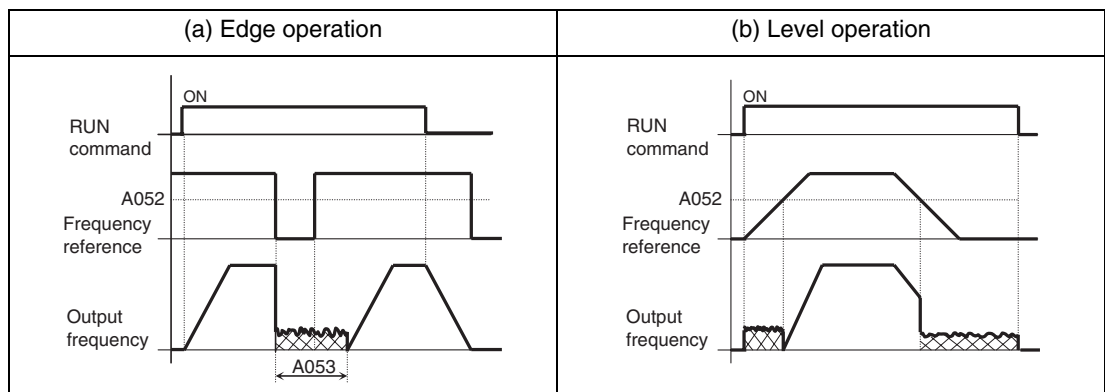 (a) Edge operation
(b) Level operation
ON
RUN
command
A052
Frequency
reference
Output
frequency
A053
ON
RUN
command
A052
Frequency
reference
Output
frequency